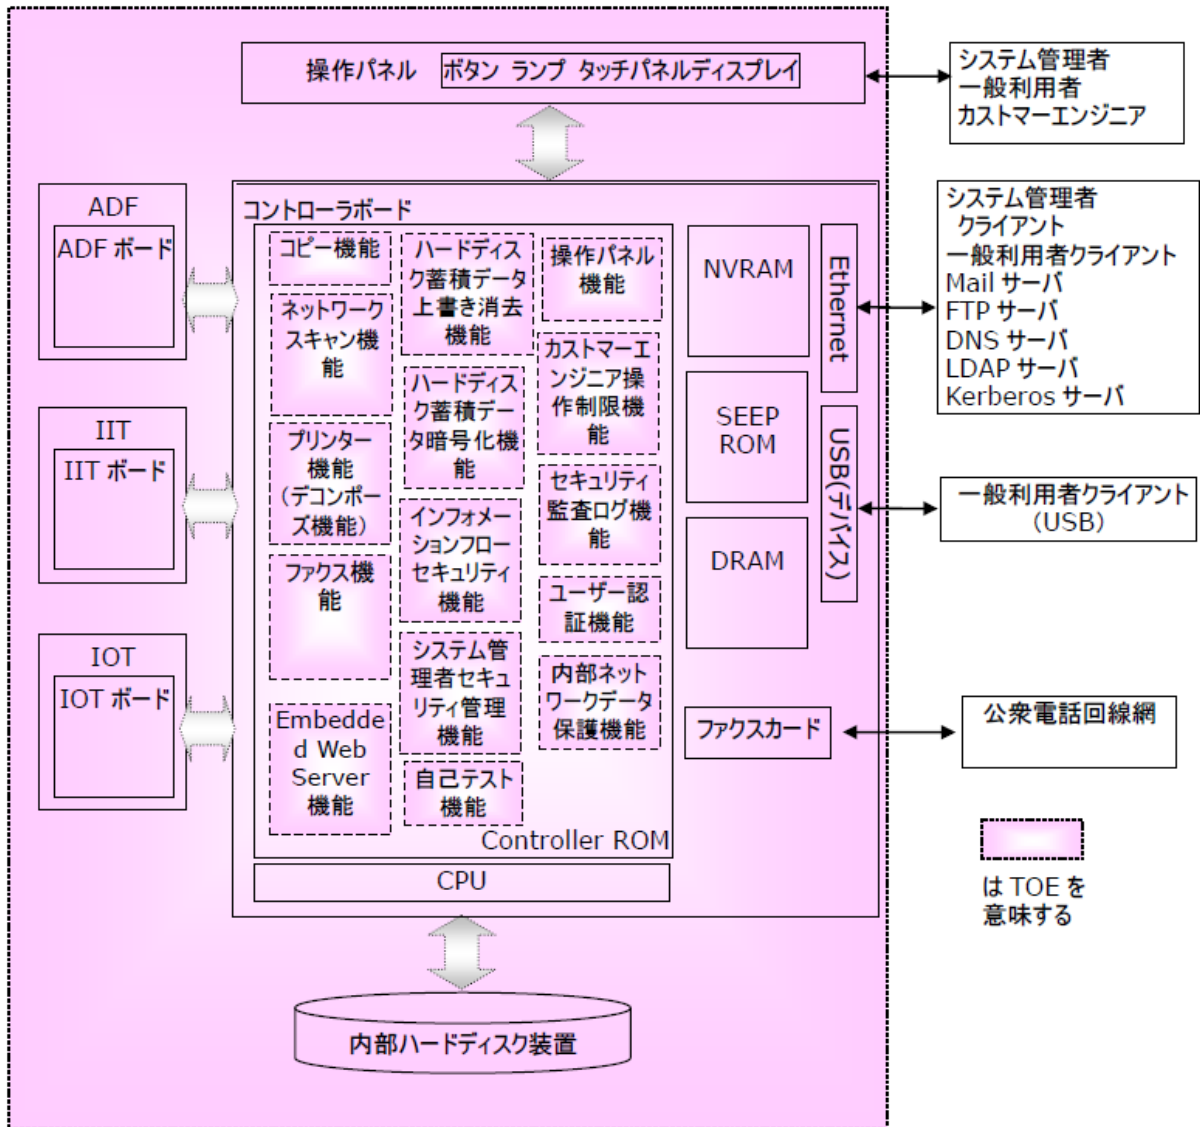 操作パネル ボタン ランプ タッチパネルディスプレイ
システム管理者
一般利用者
カストマーエンジニア
ADF
ADF ボード
IIT
IIT ボード
IOT
IOT ボード
コントローラボード
コピー機能
ネットワーク
スキャン機
能
プリンター
機能
(デコンポー
ズ機能)
ファクス機
能
Embedde
d Web
Server
機能
ハードディス
ク蓄積データ
上書き消去
機能
ハードディス
ク蓄積デー
タ暗号化機
能
インフォメー
ションフロー
セキュリティ
機能
システム管
理者セキュ
リティ管理
機能
自己テスト
機能
操作パネル
機能
カストマーエ
ンジニア操
作制限機
能
セキュリティ
監査ログ機
能
ユーザー認
証機能
内部ネット
ワークデータ
保護機能
Controller ROM
CPU
NVRAM
SEEP
ROM
DRAM
ファクスカード
Ethernet
USB(デバイス)
システム管理者
クライアント
一般利用者クライアント
Mail サーバ
FTP サーバ
DNS サーバ
LDAP サーバ
Kerberos サーバ
一般利用者クライアント
(USB)
公衆電話回線網
は TOE を
意味する
内部ハードディスク装置